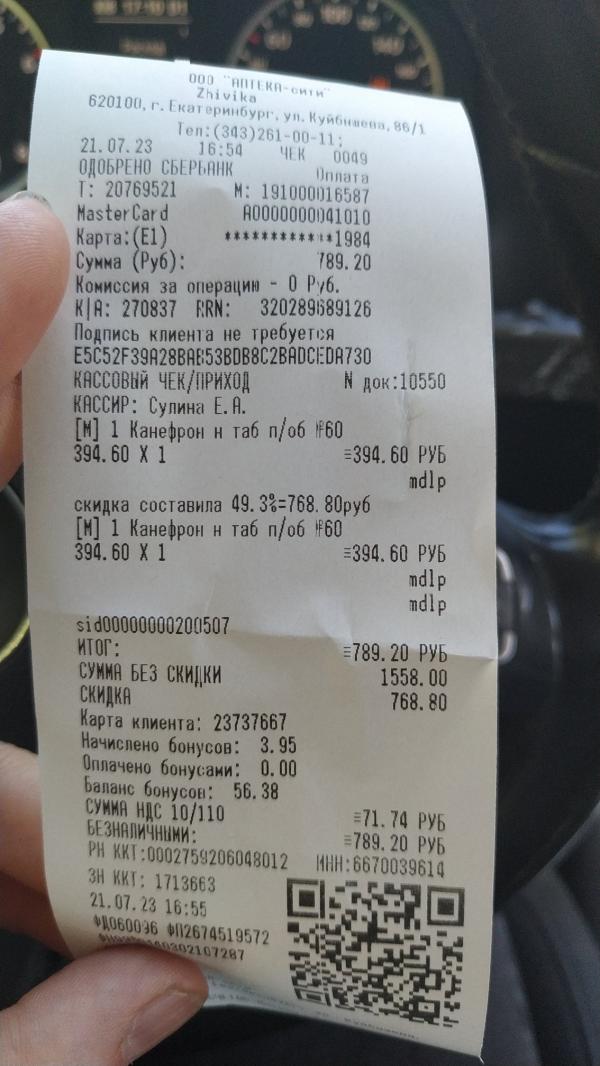 ООО "АПТЕКА-сити"
Zhivika
620100, г. Екатеринбург, ул. Куйбышева, 86/1
Тел:(343)261-00-11;
21.07.23 16:54 ЧЕК 0049
ОДОБРЕНО СБЕРБАНК Оплата
Т: 20769521 М: 191000016587
MasterCard A0000000041010
Карта:(E1) ************1984
Сумма (Руб): 789.20
Комиссия за операцию - 0 Руб.
К|А: 270837 RRN: 320289689126
Подпись клиента не требуется
E5C52F39A28BAE53BDB8C2BADCEDA730
КАССОВЫЙ ЧЕК/ПРИХОД N док:10550
КАССИР: Сулина Е.А.
[М] 1 Канефрон н таб п/об №60
394.60 X 1 =394.60 РУБ
mdlp
скидка составила 49.3%=768.80руб
[М] 1 Канефрон н таб п/об №60
394.60 X 1 =394.60 РУБ
mdlp
mdlp
sid00000000200507
ИТОГ: =789.20 РУБ
СУММА БЕЗ СКИДКИ 1558.00
СКИДКА 768.80
Карта клиента: 23737667
Начислено бонусов: 3.95
Оплачено бонусами: 0.00
Баланс бонусов: 56.38
СУММА НДС 10/110 =71.74 РУБ
БЕЗНАЛИЧНЫМИ: =789.20 РУБ
РН ККТ:0002759206048012 ИНН:6670039614
ЗН ККТ: 1713663
21.07.23 16:55
ФД060096 ФП2674519572